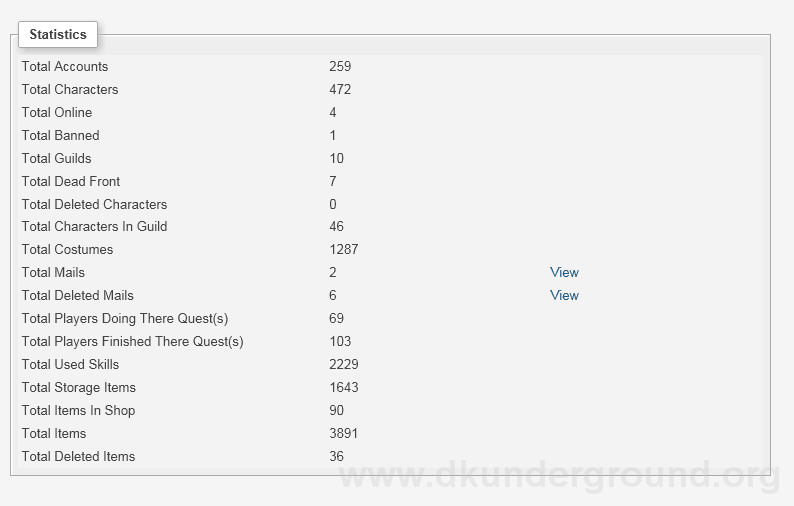 Statistics
Total Accounts 259
Total Characters 472
Total Online 4
Total Banned 1
Total Guilds 10
Total Dead Front 7
Total Deleted Characters 0
Total Characters In Guild 46
Total Costumes 1287
Total Mails 2 View
Total Deleted Mails 6 View
Total Players Doing There Quest(s) 69
Total Players Finished There Quest(s) 103
Total Used Skills 2229
Total Storage Items 1643
Total Items In Shop 90
Total Items 3891
Total Deleted Items 36
www.dkunderground.org